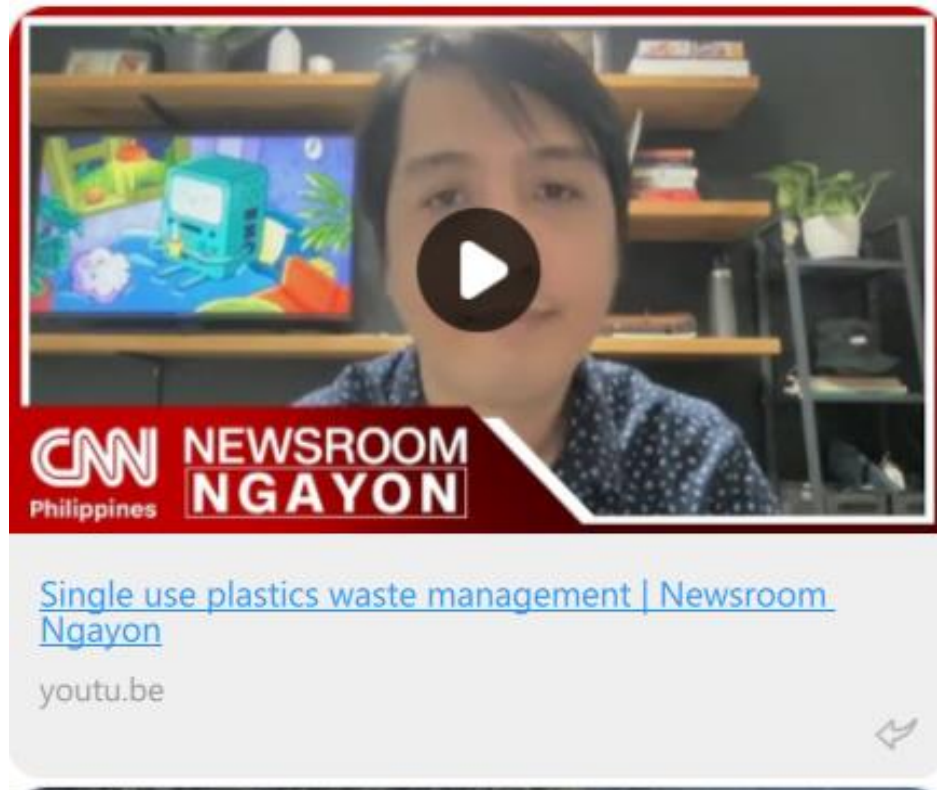 CNN
Philippines
NEWSROOM
NGAYON
Single use plastics waste management | Newsroom
Ngayon
youtu.be